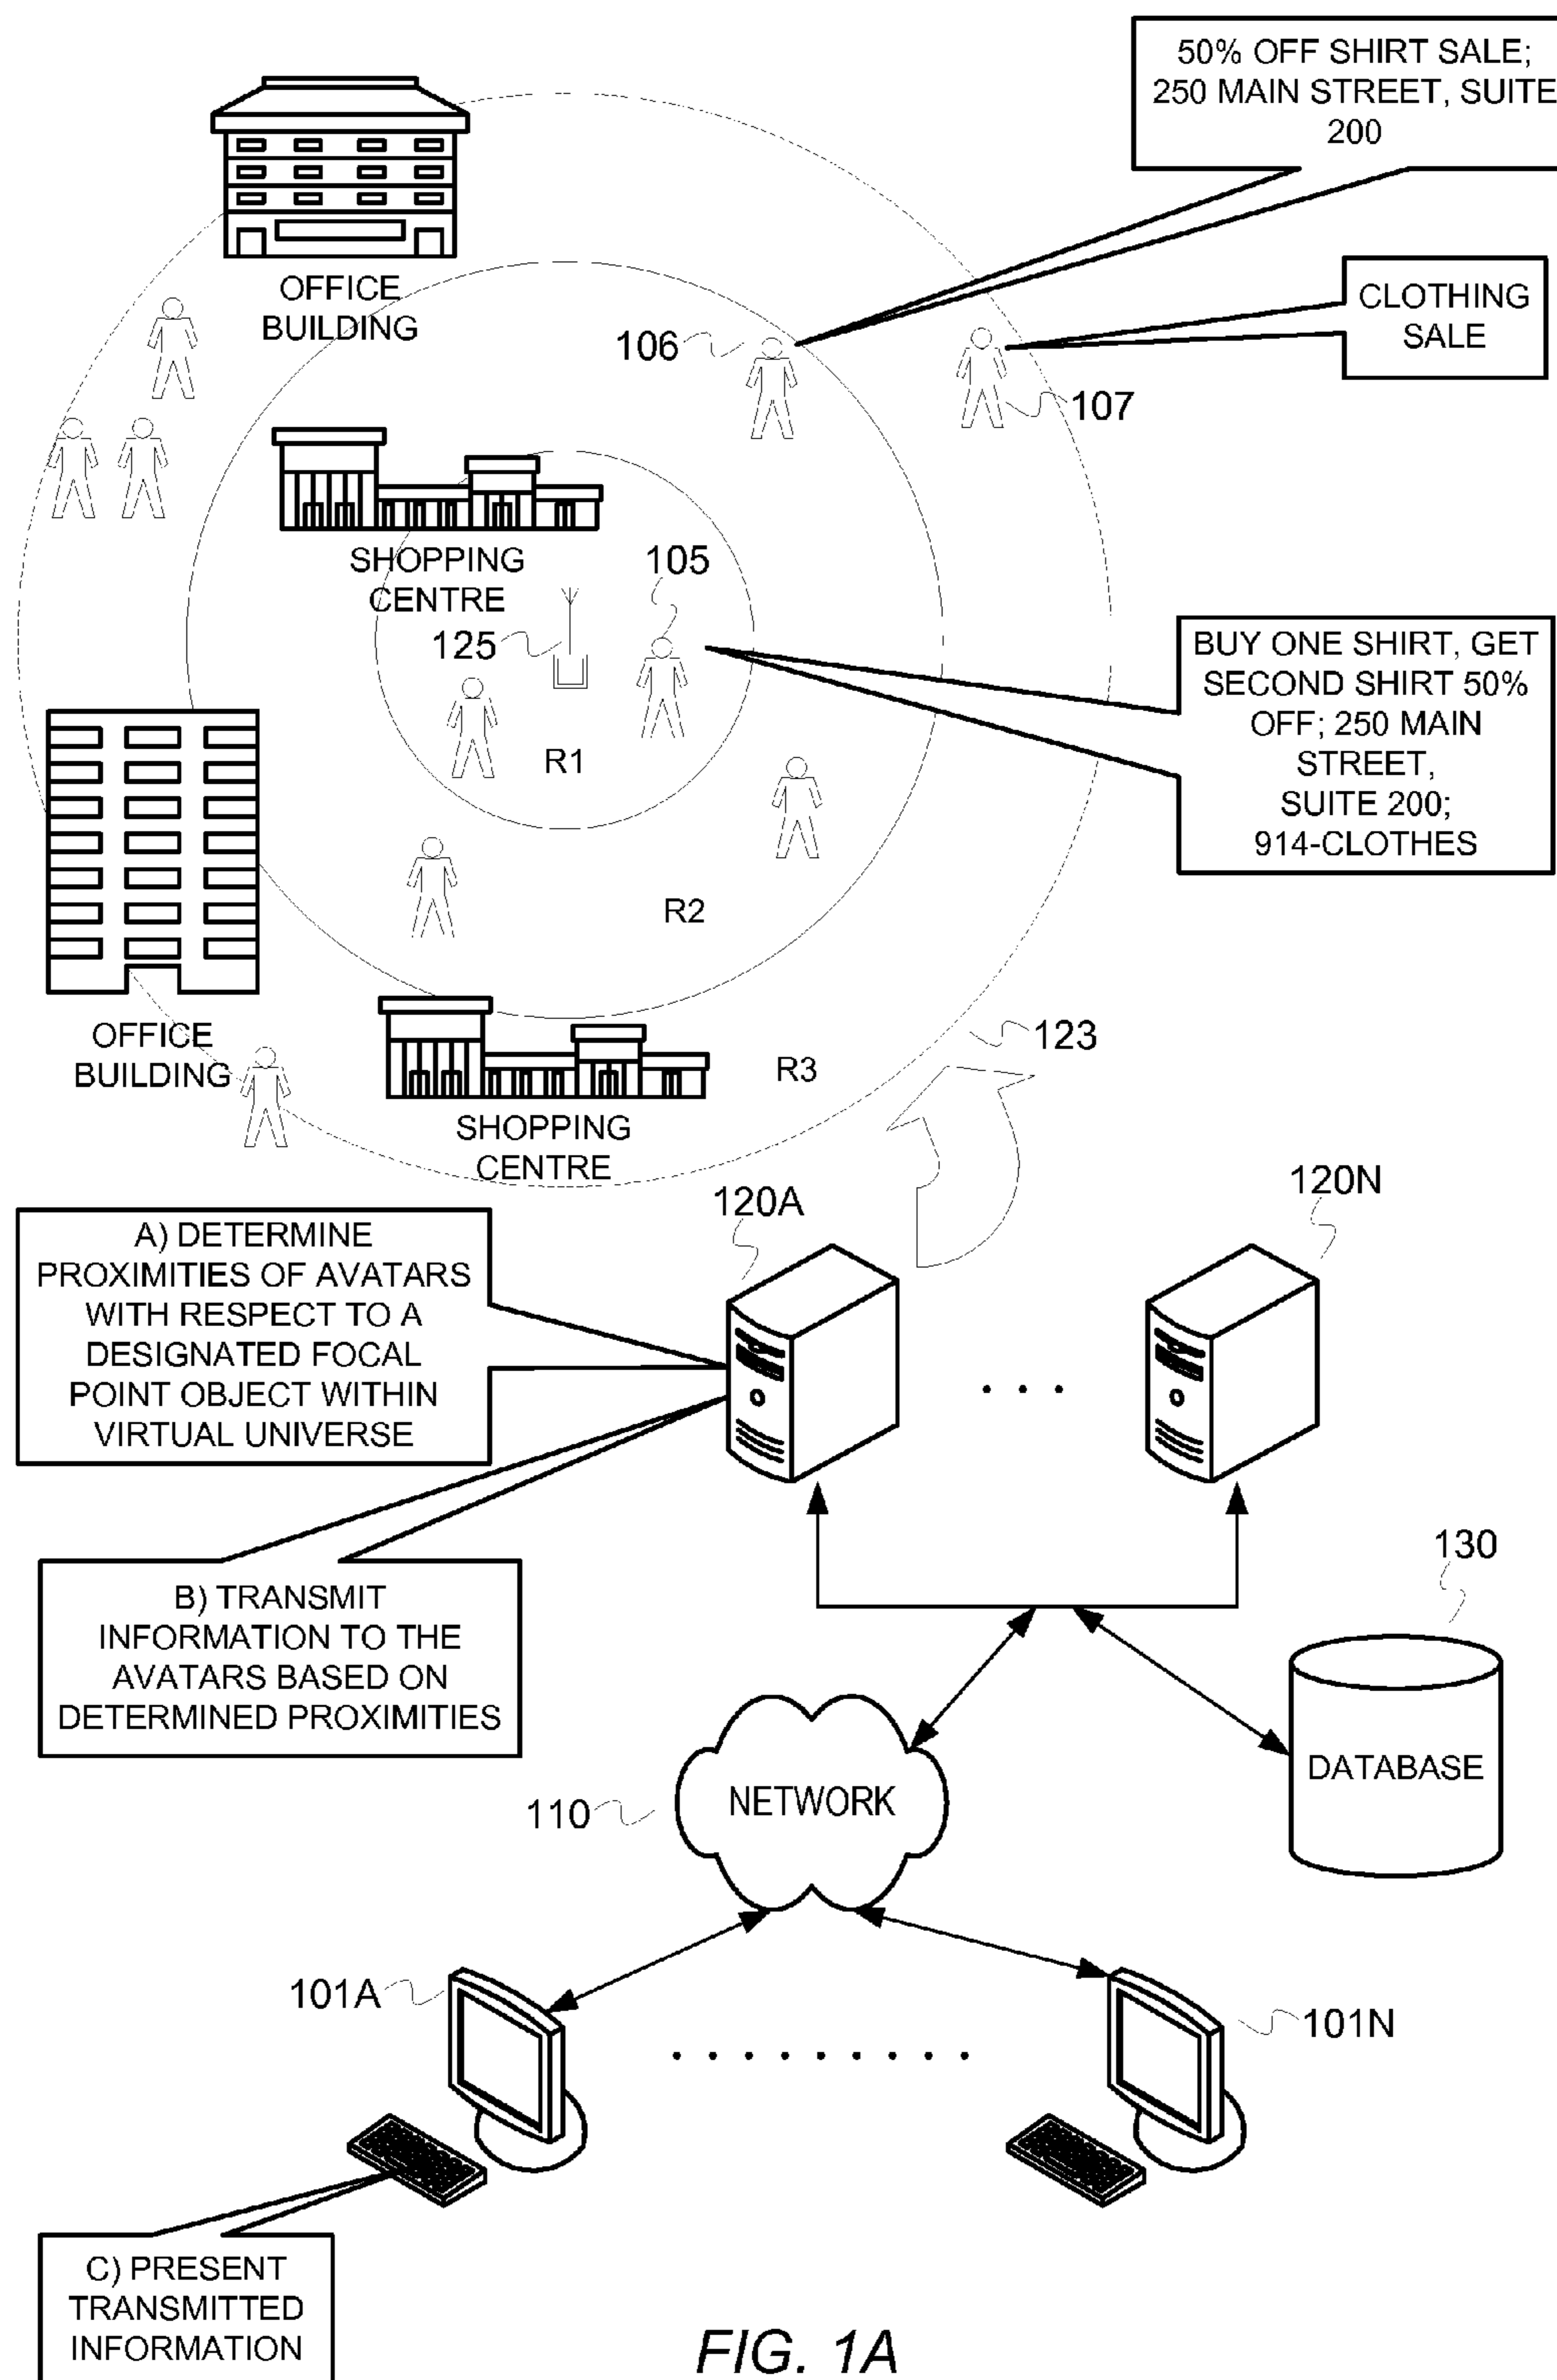 50% OFF SHIRT SALE;
250 MAIN STREET, SUITE
200
OFFICE
BUILDING
106
CLOTHING
SALE
107
SHOPPING
CENTRE
105
125
BUY ONE SHIRT, GET
SECOND SHIRT 50%
OFF; 250 MAIN
STREET,
SUITE 200;
914-CLOTHES
R1
R2
OFFICE
BUILDING
123
R3
SHOPPING
CENTRE
120A
120N
A) DETERMINE
PROXIMITIES OF AVATARS
WITH RESPECT TO A
DESIGNATED FOCAL
POINT OBJECT WITHIN
VIRTUAL UNIVERSE
130
B) TRANSMIT
INFORMATION TO THE
AVATARS BASED ON
DETERMINED PROXIMITIES
DATABASE
110
NETWORK
101A
101N
C) PRESENT
TRANSMITTED
INFORMATION
FIG. 1A